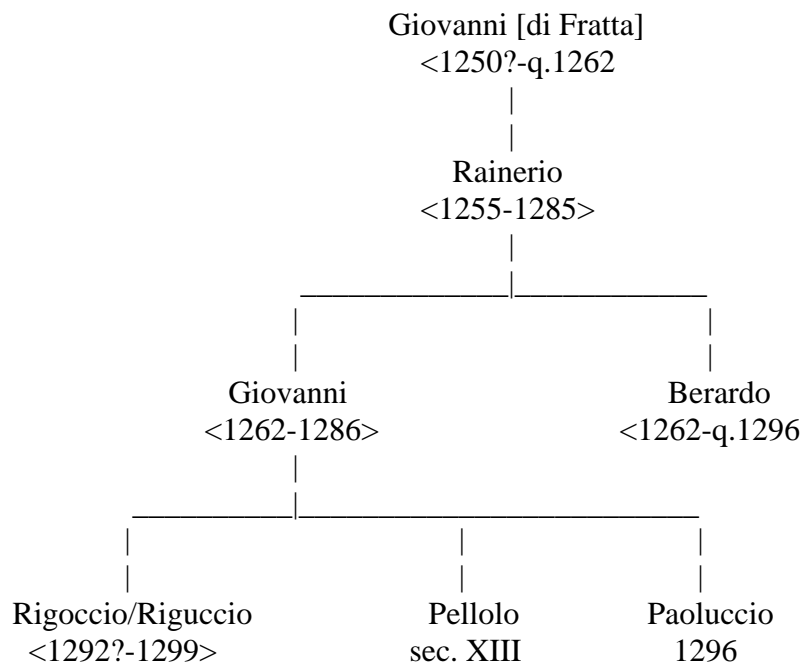 Giovanni [di Fratta]
<1250?-q.1262
Rainerio
<1255-1285>
Giovanni Berardo
<1262-1286> <1262-q.1296
Rigoccio/Riguccio Pellolo Paoluccio
<1292?-1299> sec. XIII 1296